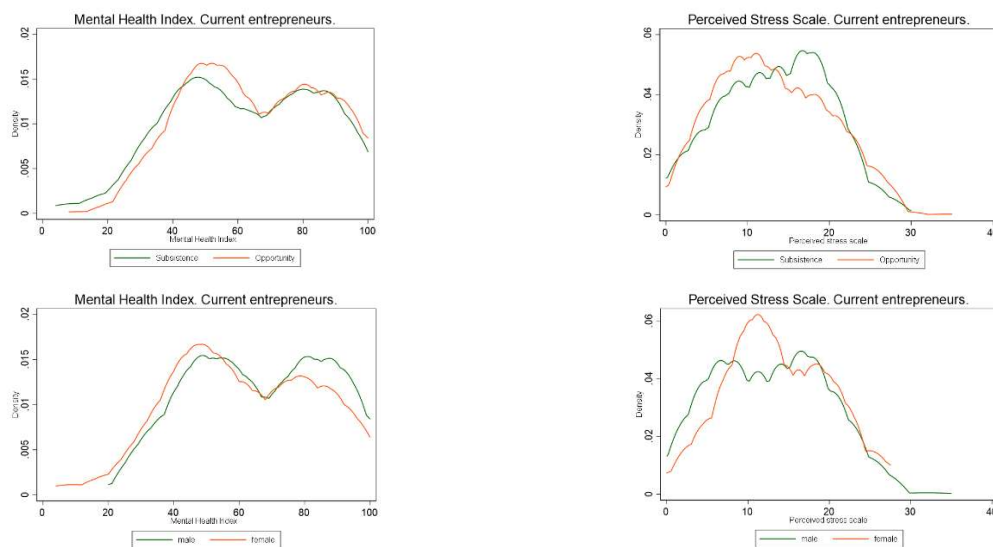 Mental Health Index. Current entrepreneurs.
.02
.015
.01
.005
0
Density
0 20 40 60 80 100
Mental Health Index
Subsistence Opportunity
Perceived Stress Scale. Current entrepreneurs.
.06
.04
.02
0
Density
0 10 20 30 40
Perceived stress scale
Subsistence Opportunity
Mental Health Index. Current entrepreneurs.
.02
.015
.01
.005
0
Density
0 20 40 60 80 100
Mental Health Index
male female
Perceived Stress Scale. Current entrepreneurs.
.06
.04
.02
0
Density
0 10 20 30 40
Perceived stress scale
male female